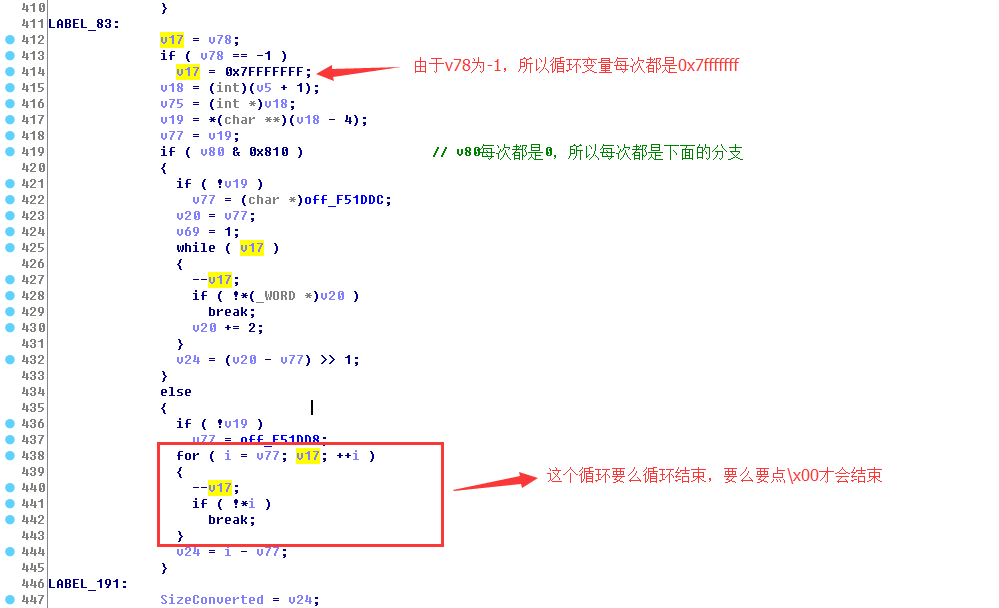 410 }
411 LABEL_83:
412 v17 = v78;
413 if ( v78 == -1 )
414 v17 = 0x7FFFFFFF; 由于v78为-1，所以循环变量每次都是0x7fffffff
415 v18 = (int)(v5 + 1);
416 v75 = (int *)v18;
417 v19 = *(char **)(v18 - 4);
418 v77 = v19;
419 if ( v80 & 0x810 ) // v80每次都是0，所以每次都是下面的分支
420 {
421 if ( !v19 )
422 v77 = (char *)off_F51DDC;
423 v20 = v77;
424 v69 = 1;
425 while ( v17 )
426 {
427 --v17;
428 if ( !*(_WORD *)v20 )
429 break;
430 v20 += 2;
431 }
432 v24 = (v20 - v77) >> 1;
433 }
434 else
435 {
436 if ( !v19 )
437 v77 = off_F51DD8;
438 for ( i = v77; v17; ++i )
439 { 这个循环要么循环结束，要么要点\x00才会结束
440 --v17;
441 if ( !*i )
442 break;
443 }
444 v24 = i - v77;
445 }
446 LABEL_191:
447 SizeConverted = v24;